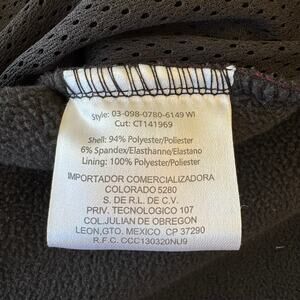 Style: 03-098-0780-6149 WI
Cut: CT141969
Shell: 94% Polyester/Poliester
6% Spandex/Elasthanne/Elastano
Lining: 100% Polyester/Poliester
IMPORTADOR COMERCIALIZADORA
COLORADO 5280
S. DE R.L. DE C.V.
PRIV. TECNOLOGICO 107
COL.JULIAN DE OBREGON
LEON,GTO. MEXICO CP 37290
R.F.C. CCC130320NU9